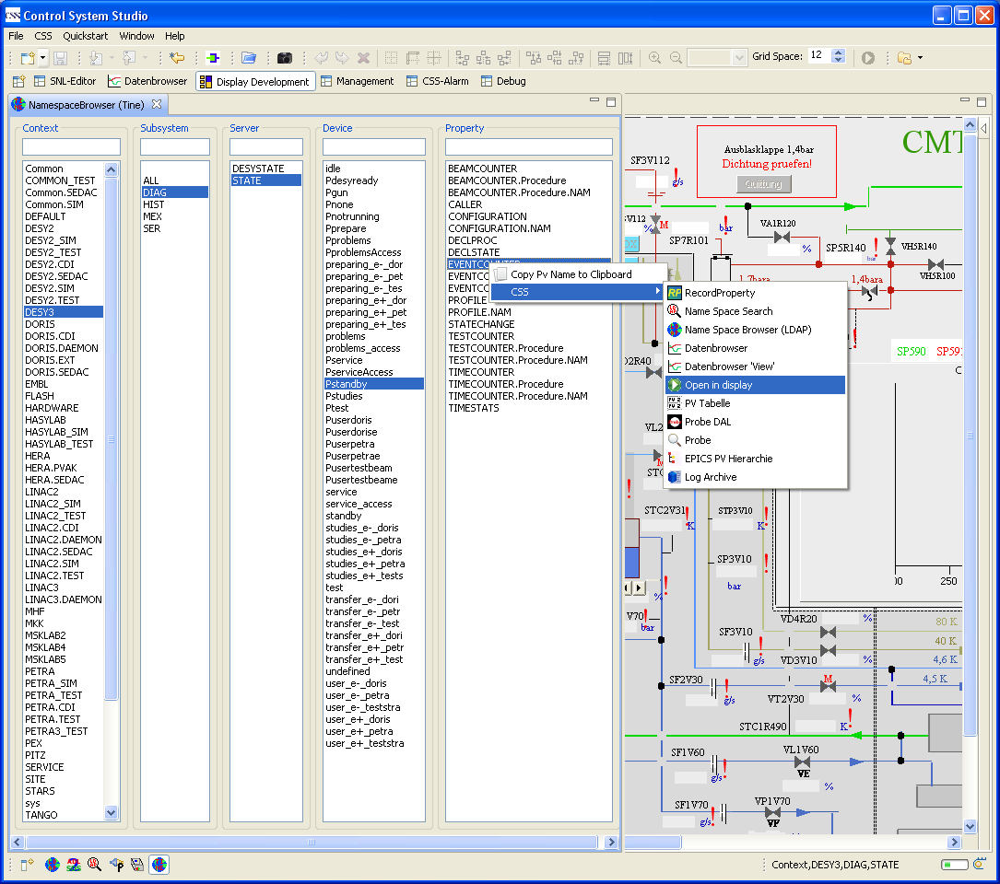 CSS Control System Studio
File CSS Quickstart Window Help
Grid Space: 12
SNL-Editor Datenbrowser Display Development Management CSS-Alarm Debug
NamespaceBrowser (Tine)
Context
Common
COMMON_TEST
Common.SEDAC
Common.SIM
DEFAULT
DESY2
DESY2_SIM
DESY2_TEST
DESY2.CDI
DESY2.SEDAC
DESY2.SIM
DESY2.TEST
DESY3
DORIS
DORIS.CDI
DORIS.DAEMON
DORIS.EXT
DORIS.SEDAC
EMBL
FLASH
HARDWARE
HASYLAB
HASYLAB_SIM
HASYLAB_TEST
HERA
HERA.PVAK
HERA.SEDAC
LINAC2
LINAC2_SIM
LINAC2_TEST
LINAC2.CDI
LINAC2.DAEMON
LINAC2.SEDAC
LINAC2.SIM
LINAC2.TEST
LINAC3
LINAC3.DAEMON
MHF
MKK
MSKLAB2
MSKLAB4
MSKLAB5
PETRA
PETRA_SIM
PETRA_TEST
PETRA.CDI
PETRA.TEST
PETRA3_TEST
PEX
PITZ
SERVICE
SITE
STARS
sys
TANGO
Subsystem
ALL
DIAG
HIST
MEX
SER
Server
DESYSTATE
STATE
Device
idle
Pdesyready
Pgun
Pnone
Pnotrunning
Pprepare
Pproblems
PproblemsAccess
preparing_e-_dor
preparing_e-_pet
preparing_e-_tes
preparing_e+_dor
preparing_e+_pet
preparing_e+_tes
problems
problems_access
Pservice
PserviceAccess
Pstandby
Pstudies
Ptest
Puserdoris
Puserdorise
Puserpetra
Puserpetrae
Pusertestbeam
Pusertestbeame
service
service_access
standby
studies_e-_doris
studies_e-_petra
studies_e+_doris
studies_e+_petra
studies_e+_tests
test
transfer_e-_dori
transfer_e-_petr
transfer_e-_test
transfer_e+_dori
transfer_e+_petr
transfer_e+_test
undefined
user_e-_doris
user_e-_petra
user_e-_teststra
user_e+_doris
user_e+_petra
user_e+_teststra
Property
BEAMCOUNTER
BEAMCOUNTER.Procedure
BEAMCOUNTER.Procedure.NAM
CALLER
CONFIGURATION
CONFIGURATION.NAM
DECLPROC
DECLSTATE
EVENTCOUNTER
EVENTCO
EVENTCO
PROFILE
PROFILE.NAM
STATECHANGE
TESTCOUNTER
TESTCOUNTER.Procedure
TESTCOUNTER.Procedure.NAM
TIMECOUNTER
TIMECOUNTER.Procedure
TIMECOUNTER.Procedure.NAM
TIMESTATS
Copy Pv Name to Clipboard
CSS
RecordProperty
Name Space Search
Name Space Browser (LDAP)
Datenbrowser
Datenbrowser 'View'
Open in display
PV Tabelle
Probe DAL
Probe
EPICS PV Hierarchie
Log Archive
CMT
Ausblasklappe 1,4bar
Dichtung pruefen!
Quittung
SF3V112
g/s
V112
% M
bar
VA1R120
%
SP7R101
SP5R140
bar
VH5R140
VH5R100
1,7bara
1,4bara
D2R40
SP590 SP591
VL2
M
STC
STC2V31
K
STP3V10
K
SP3V10
bar
00 250
%
V70
bar
VD4R20
%
80 K
SF3V10
g/s
40 K
VD3V10
%
4,6 K
SF2V30
g/s
M
4,5 K
VT2V30
%
STC1R490
K
SF1V60
g/s
VL1V60
VE
%
SF1V70
g/s
VP1V70
VP
Context,DESY3,DIAG,STATE